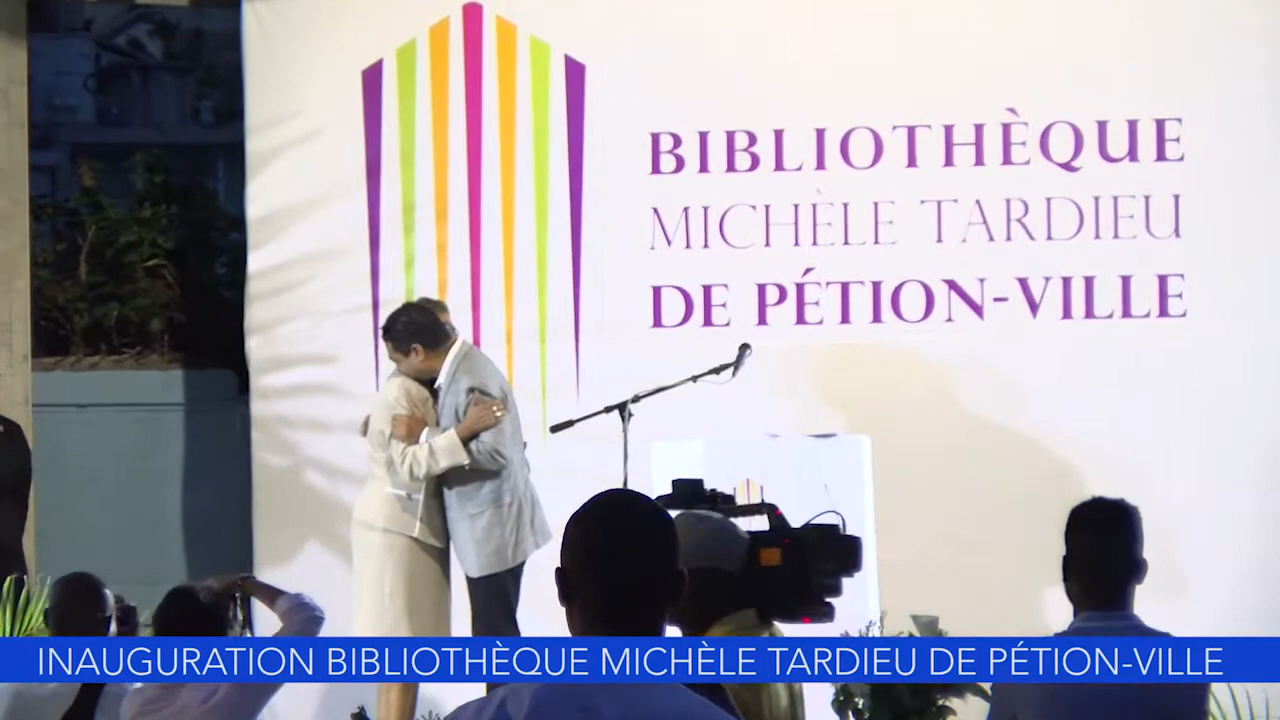 BIBLIOTHÈQUE
MICHÈLE TARDIEU
DE PÉTION-VILLE
INAUGURATION BIBLIOTHÈQUE MICHÈLE TARDIEU DE PÉTION-VILLE